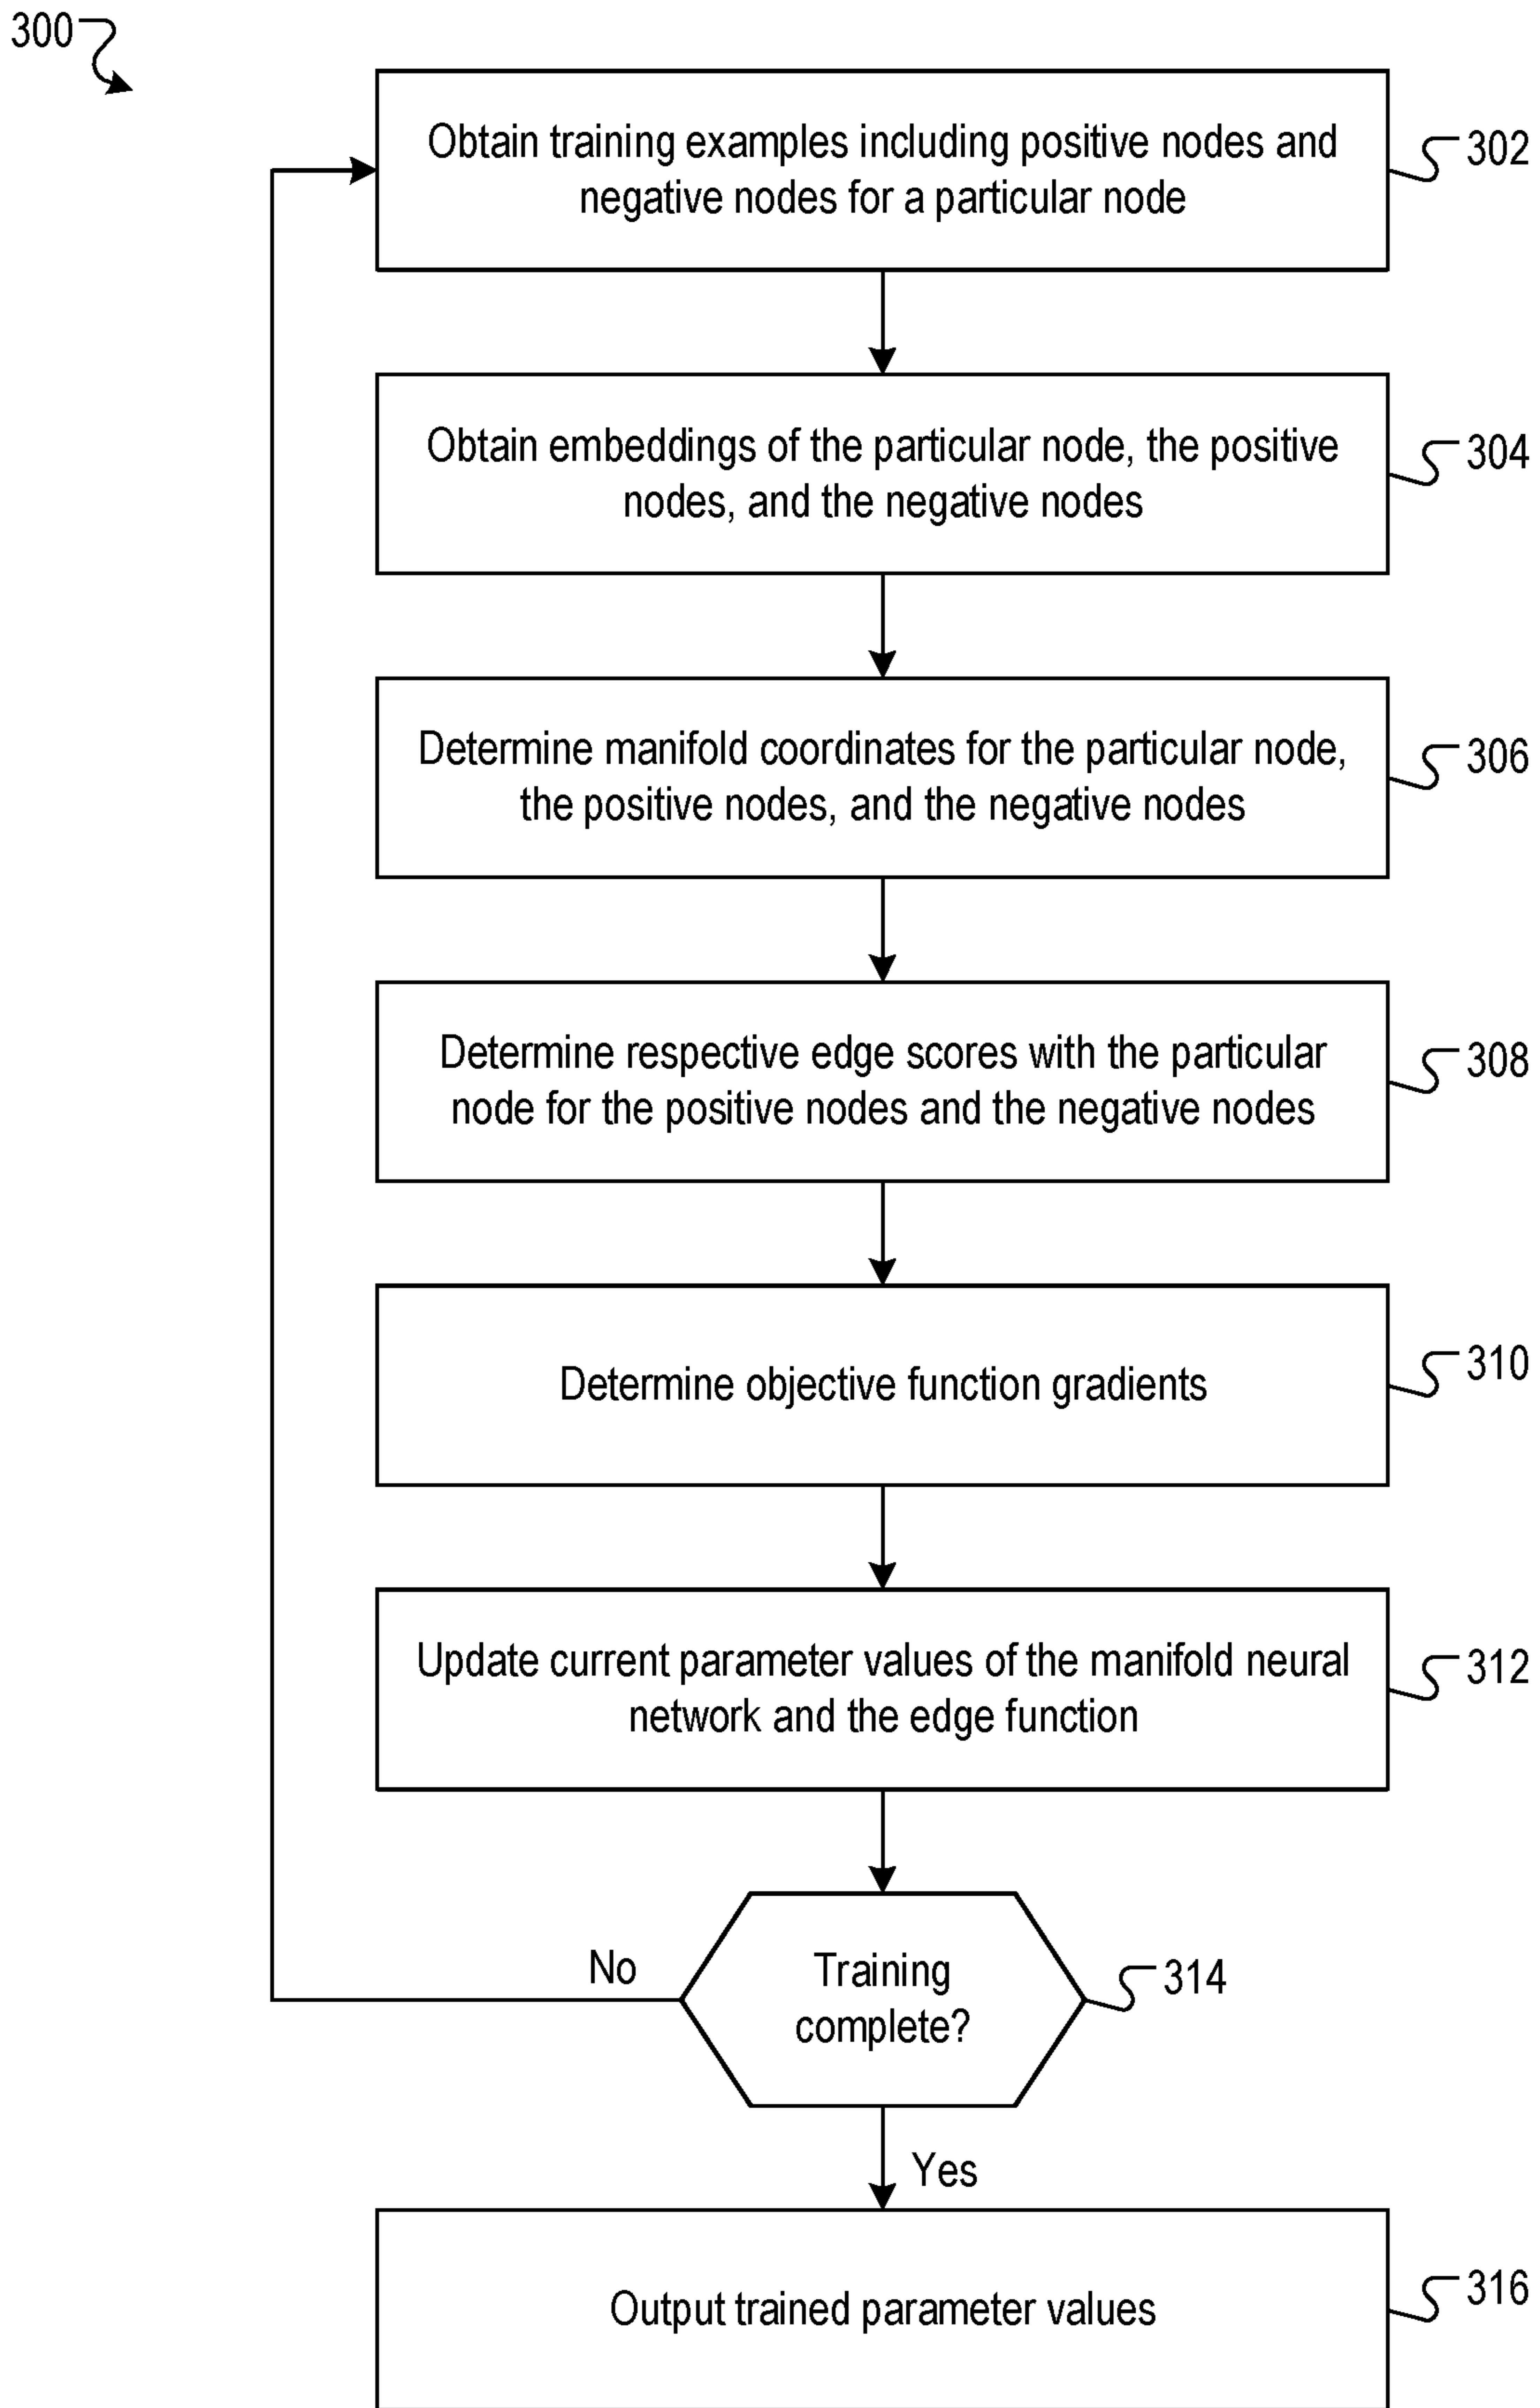 300
Obtain training examples including positive nodes and
negative nodes for a particular node
302
Obtain embeddings of the particular node, the positive
nodes, and the negative nodes
304
Determine manifold coordinates for the particular node,
the positive nodes, and the negative nodes
306
Determine respective edge scores with the particular
node for the positive nodes and the negative nodes
308
Determine objective function gradients
310
Update current parameter values of the manifold neural
network and the edge function
312
Training
complete?
314
No
Yes
Output trained parameter values
316